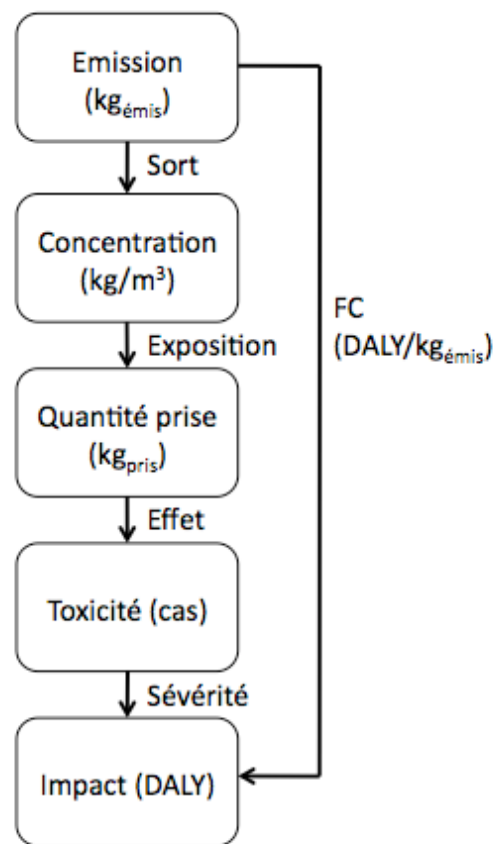 Emission
(kgémis)
Sort
Concentration
(kg/m³)
Exposition
FC
(DALY/kgémis)
Quantité prise
(kgpris)
Effet
Toxicité (cas)
Sévérité
Impact (DALY)